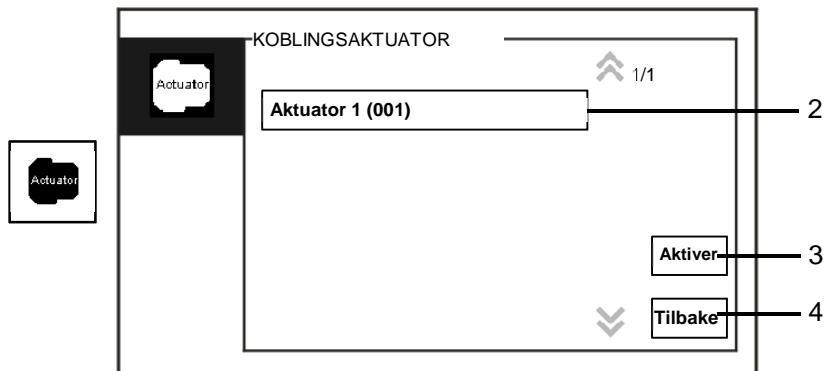 KOBLINGSAKTUATOR
Actuator
1/1
Aktuator 1 (001)
2
Actuator
Aktiver
3
Tilbake
4